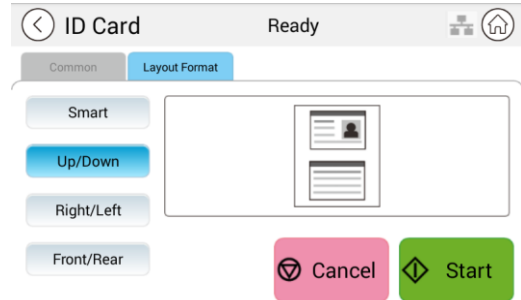 ID Card Ready
Common Layout Format
Smart
Up/Down
Right/Left
Front/Rear
Cancel Start